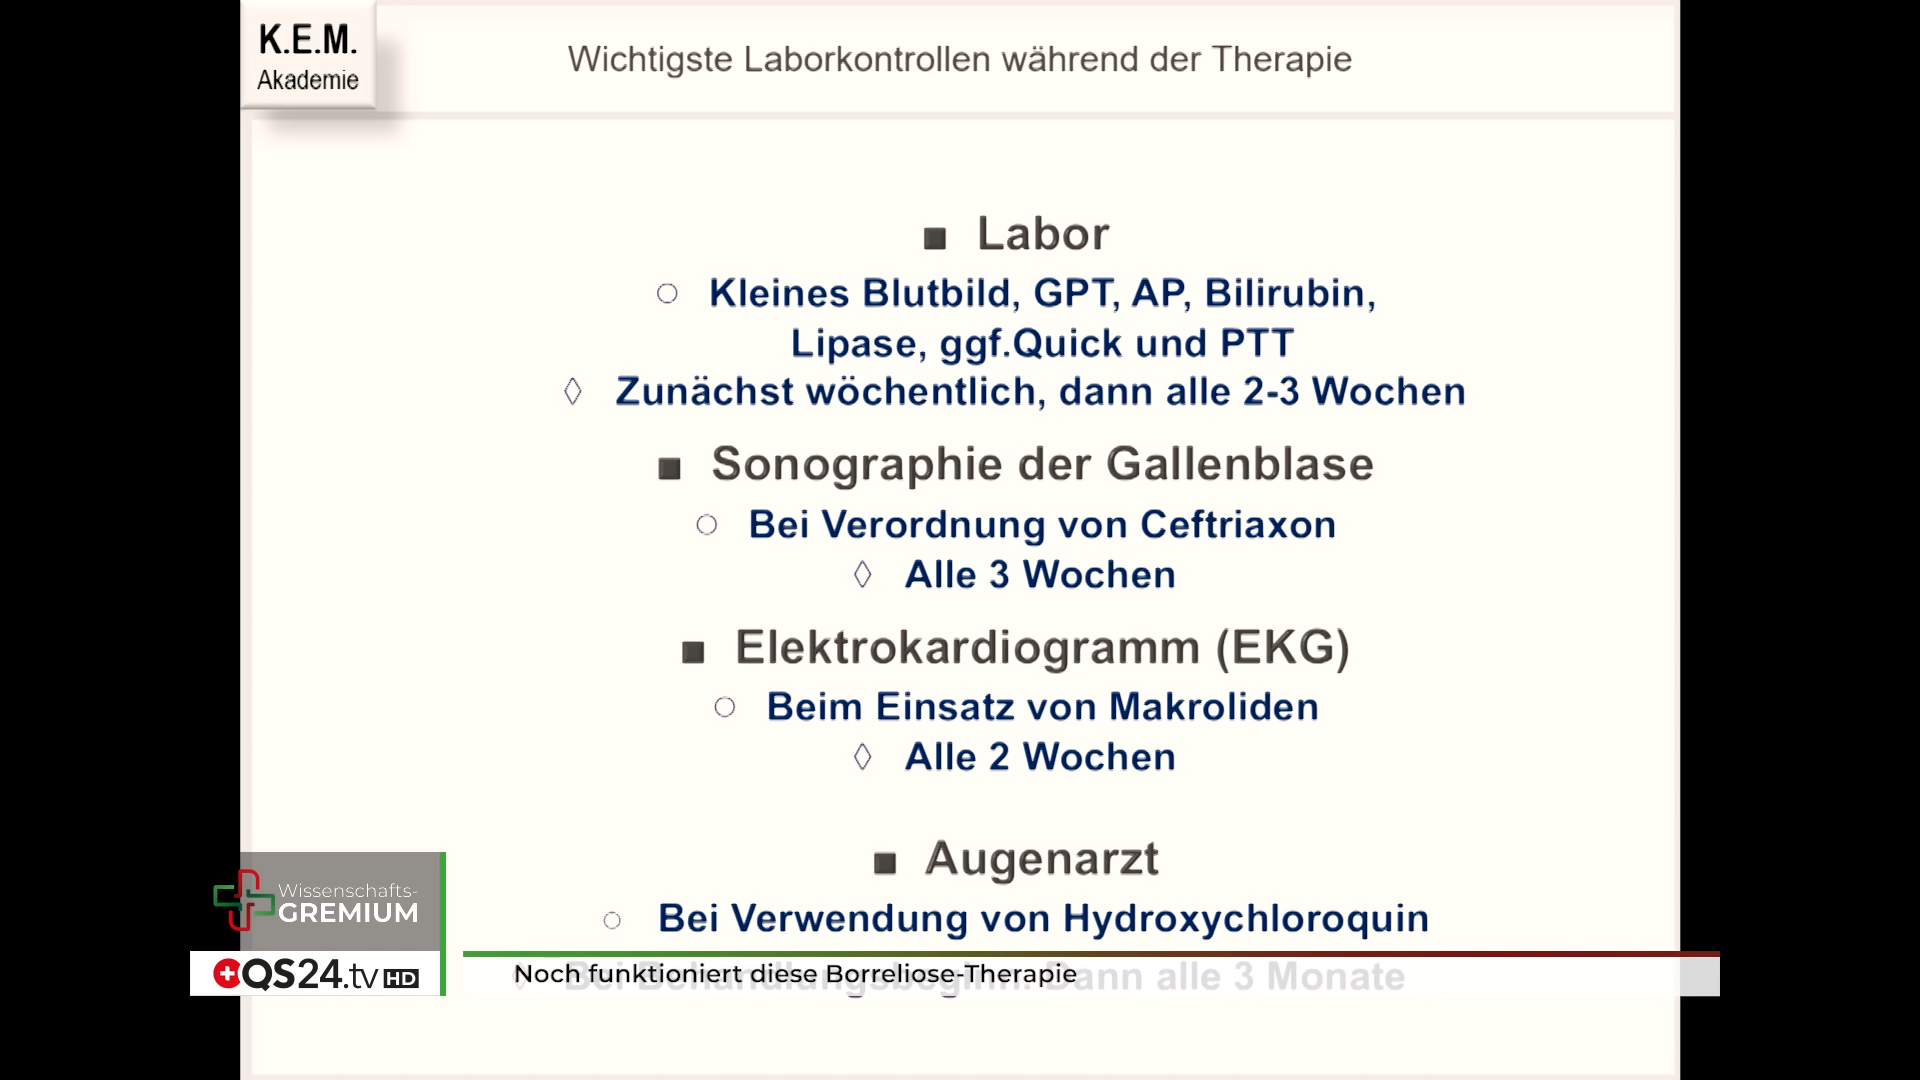 K.E.M.
Akademie
Wichtigste Laborkontrollen während der Therapie
■ Labor
○ Kleines Blutbild, GPT, AP, Bilirubin,
Lipase, ggf.Quick und PTT
◊ Zunächst wöchentlich, dann alle 2-3 Wochen
■ Sonographie der Gallenblase
○ Bei Verordnung von Ceftriaxon
◊ Alle 3 Wochen
■ Elektrokardiogramm (EKG)
○ Beim Einsatz von Makroliden
◊ Alle 2 Wochen
■ Augenarzt
○ Bei Verwendung von Hydroxychloroquin
◊ Bei Behandlungsbeginn. Dann alle 3 Monate
Wissenschafts-
GREMIUM
QS24.tv HD
Noch funktioniert diese Borreliose-Therapie